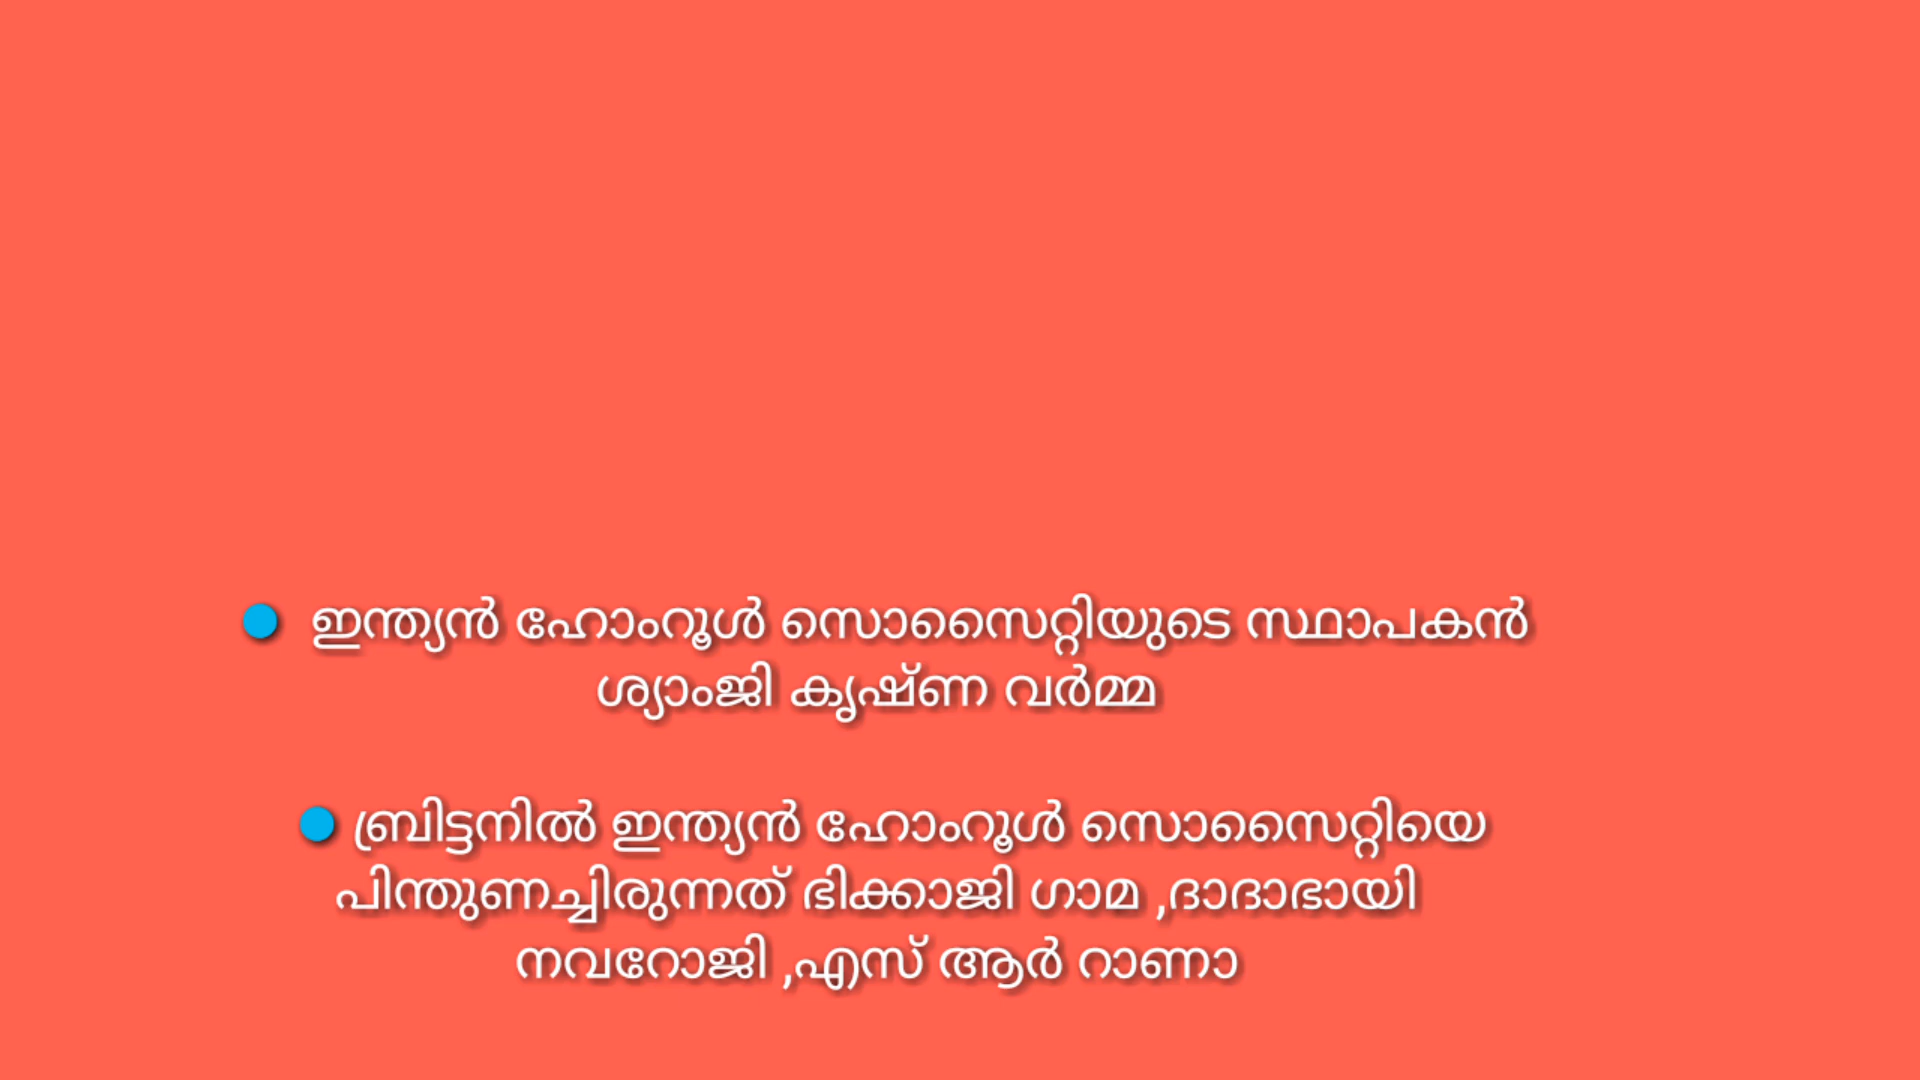 ഇന്ത്യൻ ഹോംറൂൾ സൊസൈറ്റിയുടെ സ്ഥാപകൻ
ശ്യാംജി കൃഷ്ണ വർമ്മ
ബ്രിട്ടനിൽ ഇന്ത്യൻ ഹോംറൂൾ സൊസൈറ്റിയെ
പിന്തുണച്ചിരുന്നത് ഭിക്കാജി ഗാമ ,ദാദാഭായി
നവറോജി ,എസ് ആർ റാണാ